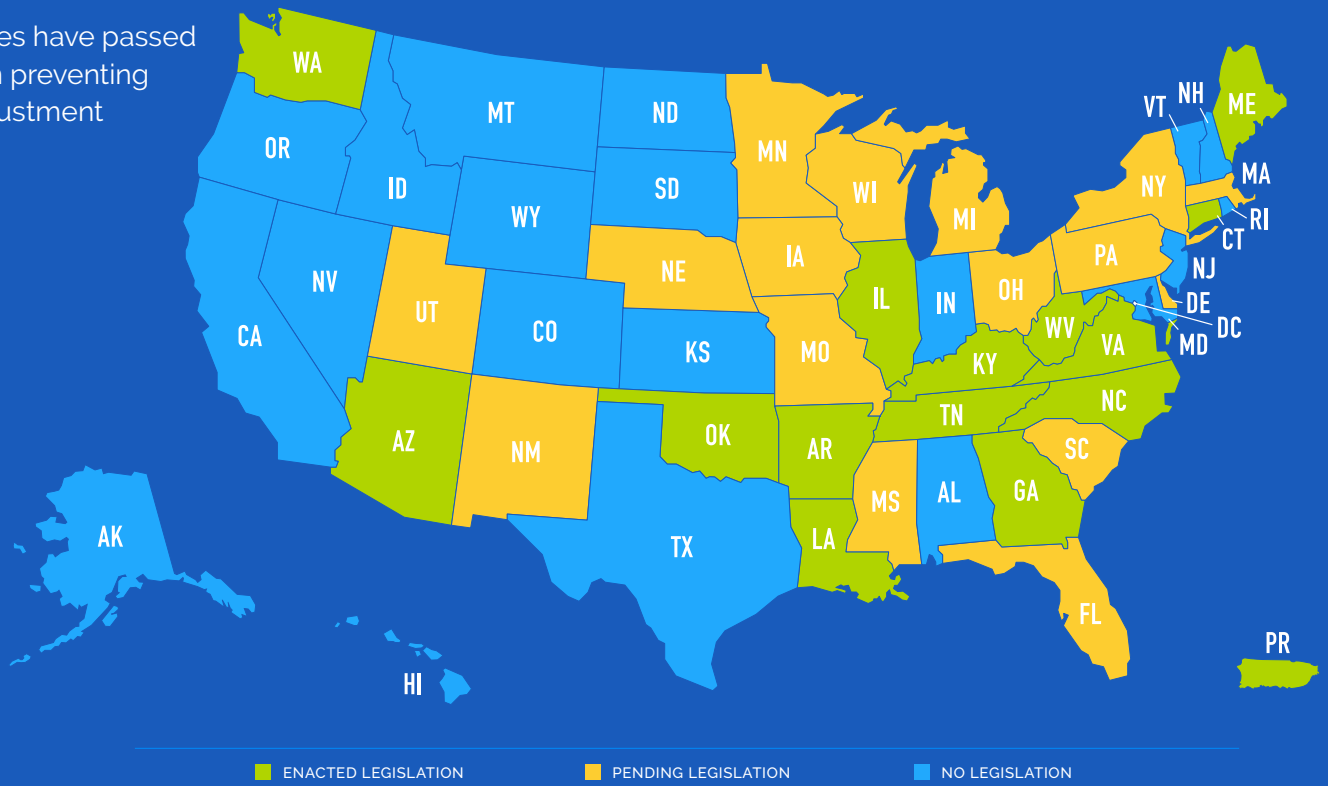 es have passed
preventing
ustment
WA
MT
ND
MN
VT
NH
ME
OR
ID
SD
WI
MI
NY
MA
WY
RI
CT
NV
UT
NE
IA
PA
NJ
CA
CO
KS
MO
IL
IN
OH
DE
DC
MD
WV
VA
KY
AZ
NM
OK
AR
TN
NC
SC
MS
AL
GA
TX
LA
AK
FL
HI
PR
ENACTED LEGISLATION
PENDING LEGISLATION
NO LEGISLATION